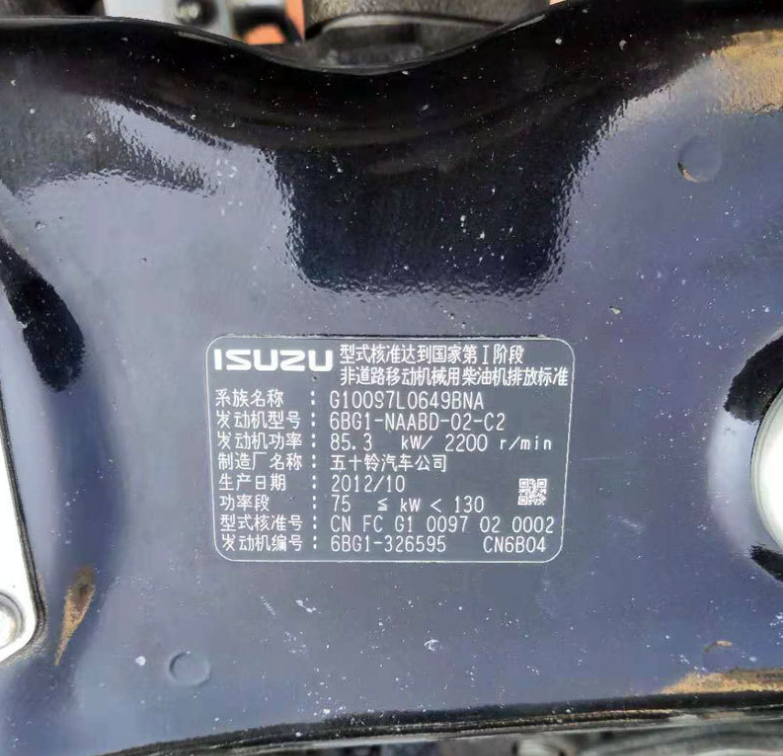 ISUZU 型式核准达到国家第I阶段
非道路移动机械用柴油机排放标准
系族名称 : G10097L0649BNA
发动机型号 : 6BG1-NAABD-02-C2
发动机功率 : 85.3 kW/ 2200 r/min
制造厂名称 : 五十铃汽车公司
生产日期 : 2012/10
功率段 : 75 ≤ kW < 130
型式核准号 : CN FC G1 0097 02 0002
发动机编号 : 6BG1-326595 CN6B04